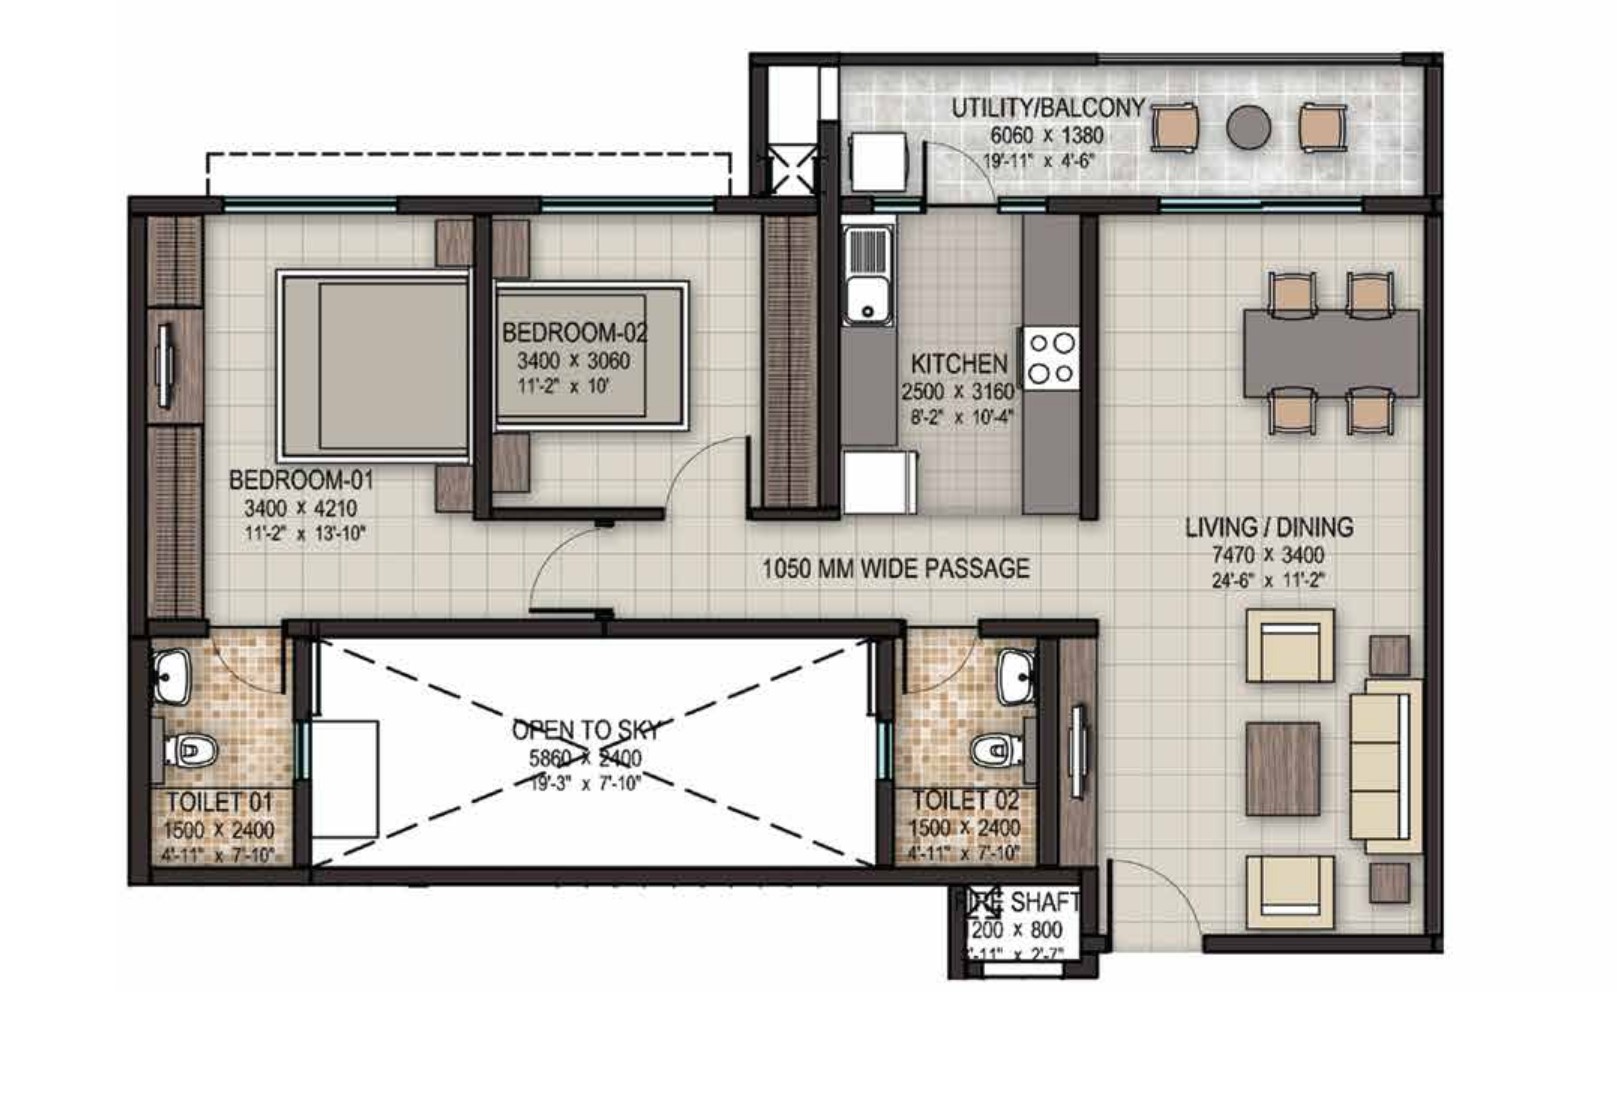 UTILITY/BALCONY
6060 x 1380
19'-11" x 4'-6"
BEDROOM-02
3400 x 3060
11'-2" x 10'
KITCHEN
2500 x 3160
8'-2" x 10'-4"
BEDROOM-01
3400 x 4210
11'-2" x 13'-10"
LIVING / DINING
7470 x 3400
24'-6" x 11'-2"
1050 MM WIDE PASSAGE
OPEN TO SKY
5860 x 2400
19'-3" x 7'-10"
TOILET 01
1500 x 2400
4'-11" x 7'-10"
TOILET 02
1500 x 2400
4'-11" x 7'-10"
FIRE SHAFT
200 x 800
'-11" x 2'-7"